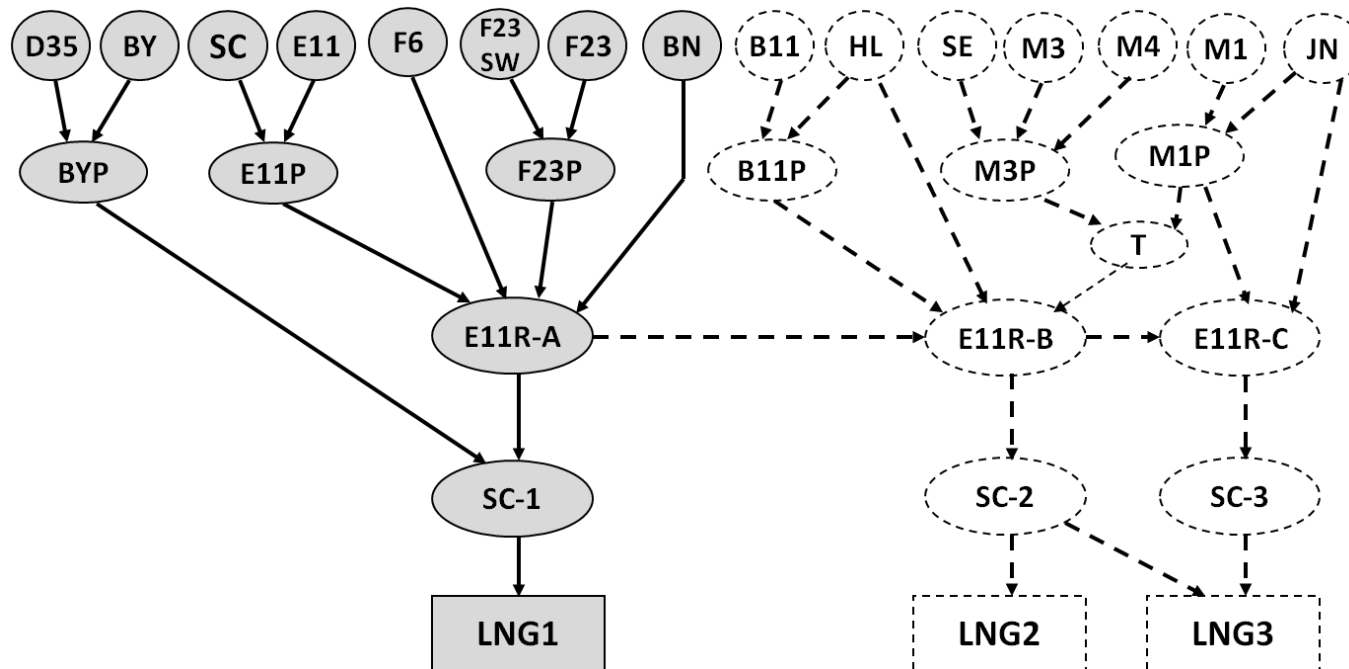 D35
BY
SC
E11
F6
F23
SW
F23
BN
B11
HL
SE
M3
M4
M1
JN
BYP
E11P
F23P
B11P
M3P
M1P
T
E11R-A
E11R-B
E11R-C
SC-1
SC-2
SC-3
LNG1
LNG2
LNG3